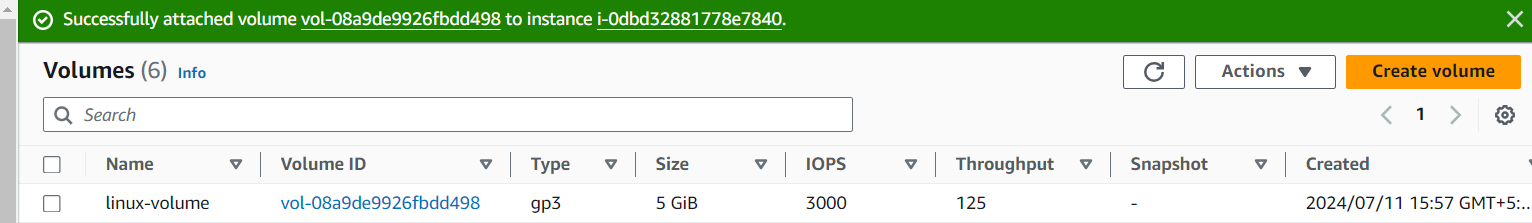 Successfully attached volume vol-08a9de9926fbdd498 to instance i-0dbd32881778e7840.
Volumes (6) Info
Actions
Create volume
Search
1
Name Volume ID Type Size IOPS Throughput Snapshot Created
linux-volume vol-08a9de9926fbdd498 gp3 5 GiB 3000 125 - 2024/07/11 15:57 GMT+5:...